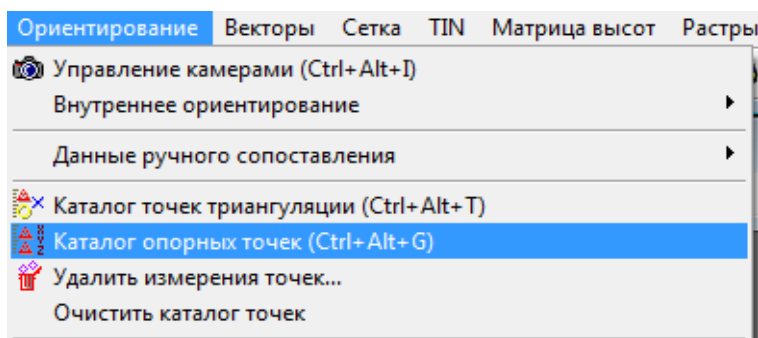 Ориентирование Векторы Сетка TIN Матрица высот Растры
Управление камерами (Ctrl+Alt+I)
Внутреннее ориентирование
Данные ручного сопоставления
Каталог точек триангуляции (Ctrl+Alt+T)
Каталог опорных точек (Ctrl+Alt+G)
Удалить измерения точек...
Очистить каталог точек